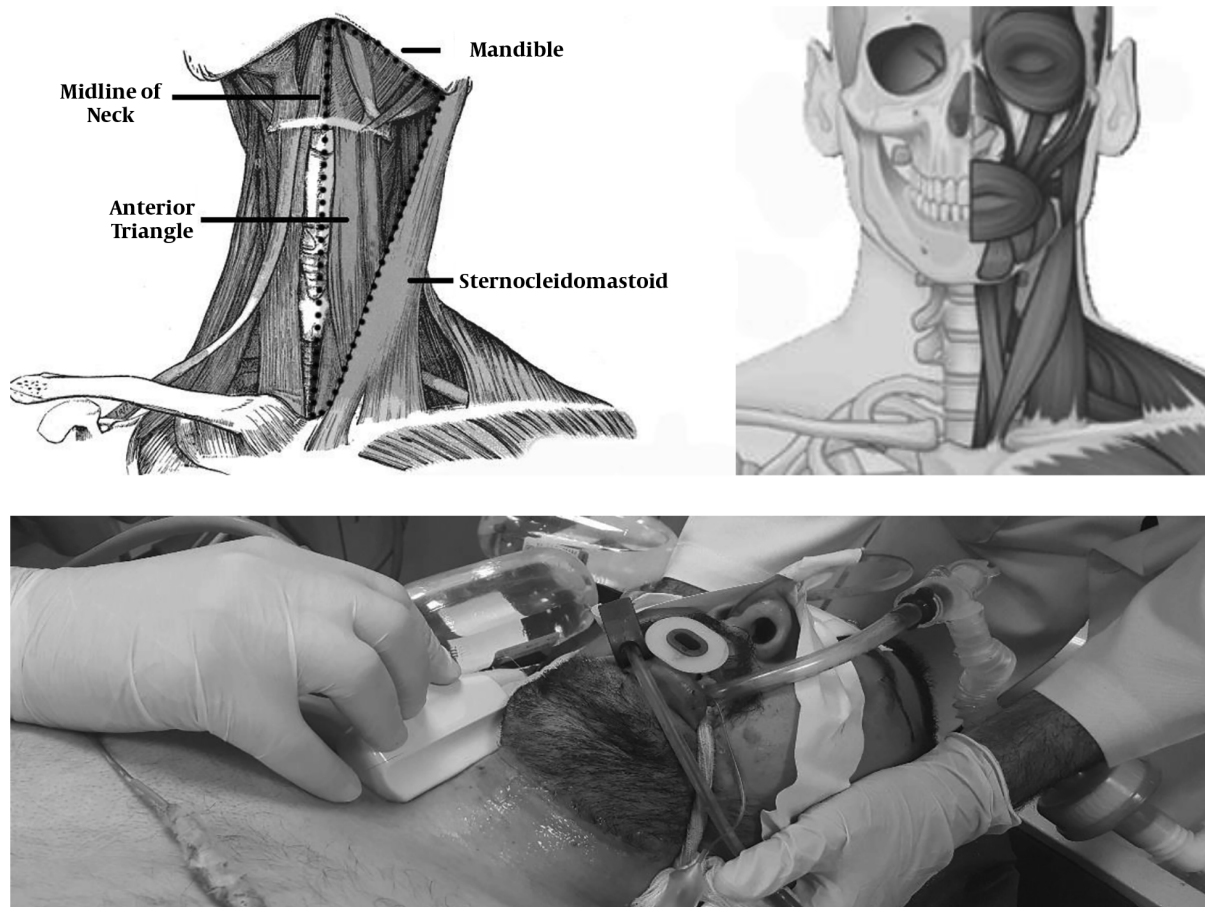 Mandible
Midline of
Neck
Anterior
Triangle
Sternocleidomastoid